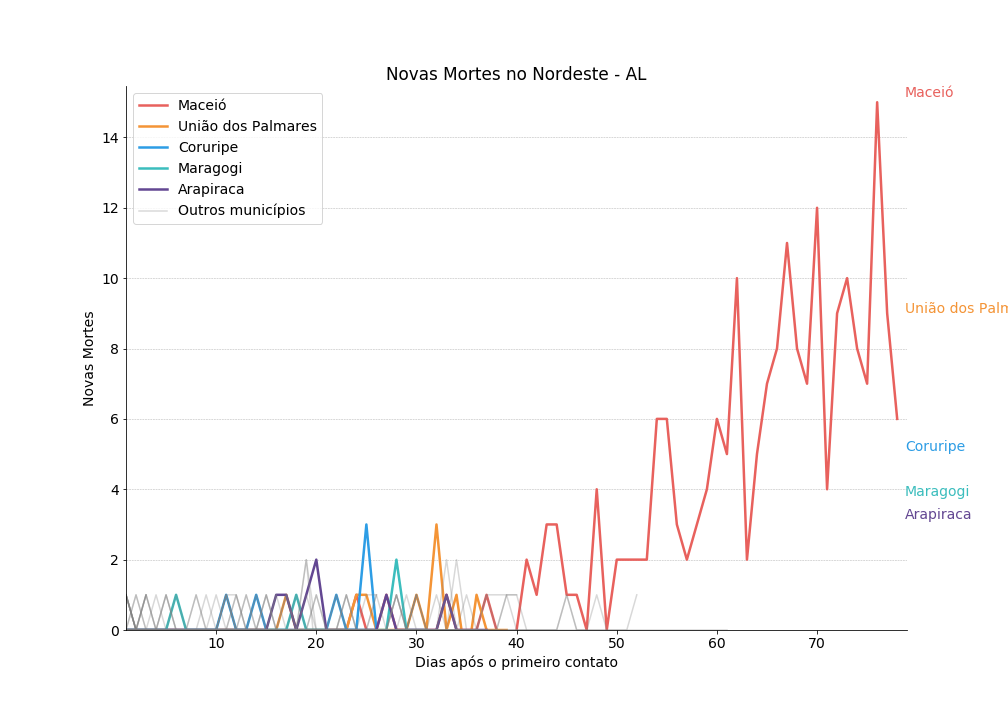 Novas Mortes no Nordeste - AL
Maceió
União dos Palmares
Coruripe
Maragogi
Arapiraca
Outros municípios
Maceió
União dos Palm
Coruripe
Maragogi
Arapiraca
Novas Mortes
14
12
10
8
6
4
2
0
10
20
30
40
50
60
70
Dias após o primeiro contato